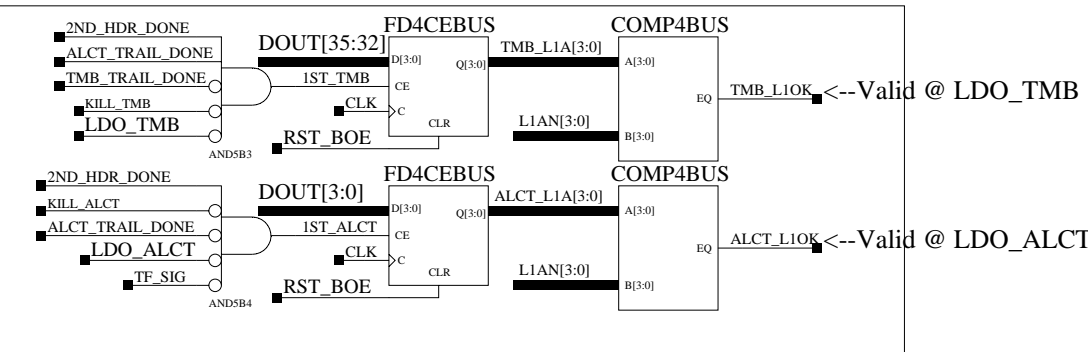 2ND_HDR_DONE
ALCT_TRAIL_DONE
TMB_TRAIL_DONE
KILL_TMB
LDO_TMB
AND5B3
1ST_TMB
DOUT[35:32]
CLK
RST_BOE
FD4CEBUS
D[3:0]
Q[3:0]
CE
C
CLR
TMB_L1A[3:0]
L1AN[3:0]
COMP4BUS
A[3:0]
EQ
B[3:0]
TMB_L1OK
<--Valid @ LDO_TMB
2ND_HDR_DONE
KILL_ALCT
ALCT_TRAIL_DONE
LDO_ALCT
TF_SIG
AND5B4
1ST_ALCT
DOUT[3:0]
CLK
RST_BOE
FD4CEBUS
D[3:0]
Q[3:0]
CE
C
CLR
ALCT_L1A[3:0]
L1AN[3:0]
COMP4BUS
A[3:0]
EQ
B[3:0]
ALCT_L1OK
<--Valid @ LDO_ALCT